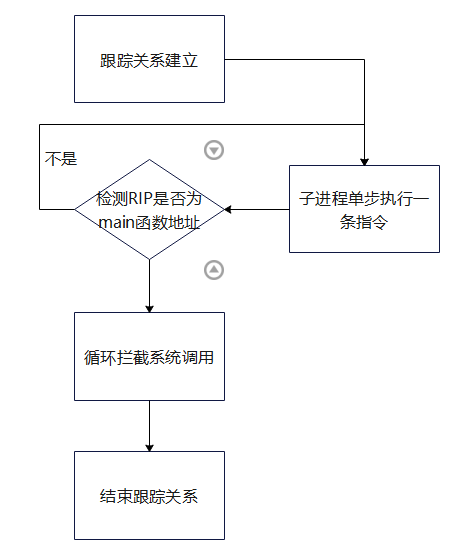 跟踪关系建立
不是
检测RIP是否为
main函数地址
子进程单步执行一
条指令
循环拦截系统调用
结束跟踪关系